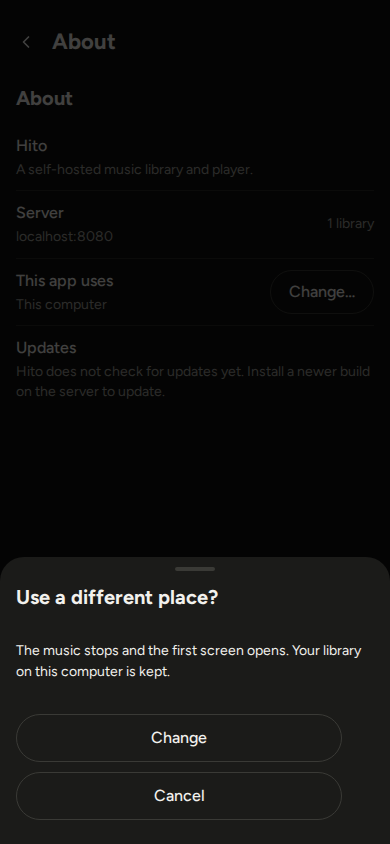 About
About
Hito
A self-hosted music library and player.
Server
localhost:8080
1 library
This app uses
This computer
Change...
Updates
Hito does not check for updates yet. Install a newer build
on the server to update.
Use a different place?
The music stops and the first screen opens. Your library
on this computer is kept.
Change
Cancel